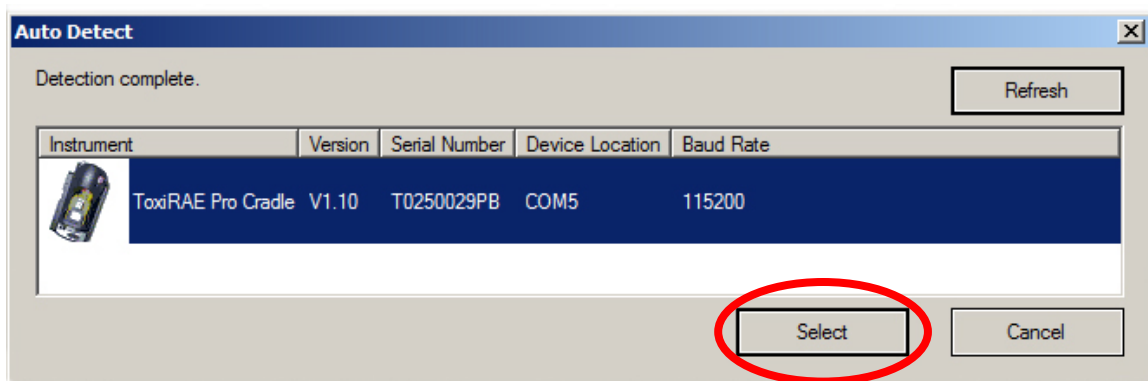 Auto Detect
Detection complete.
Refresh
Instrument Version Serial Number Device Location Baud Rate
ToxiRAE Pro Cradle V1.10 T0250029PB COM5 115200
Select Cancel